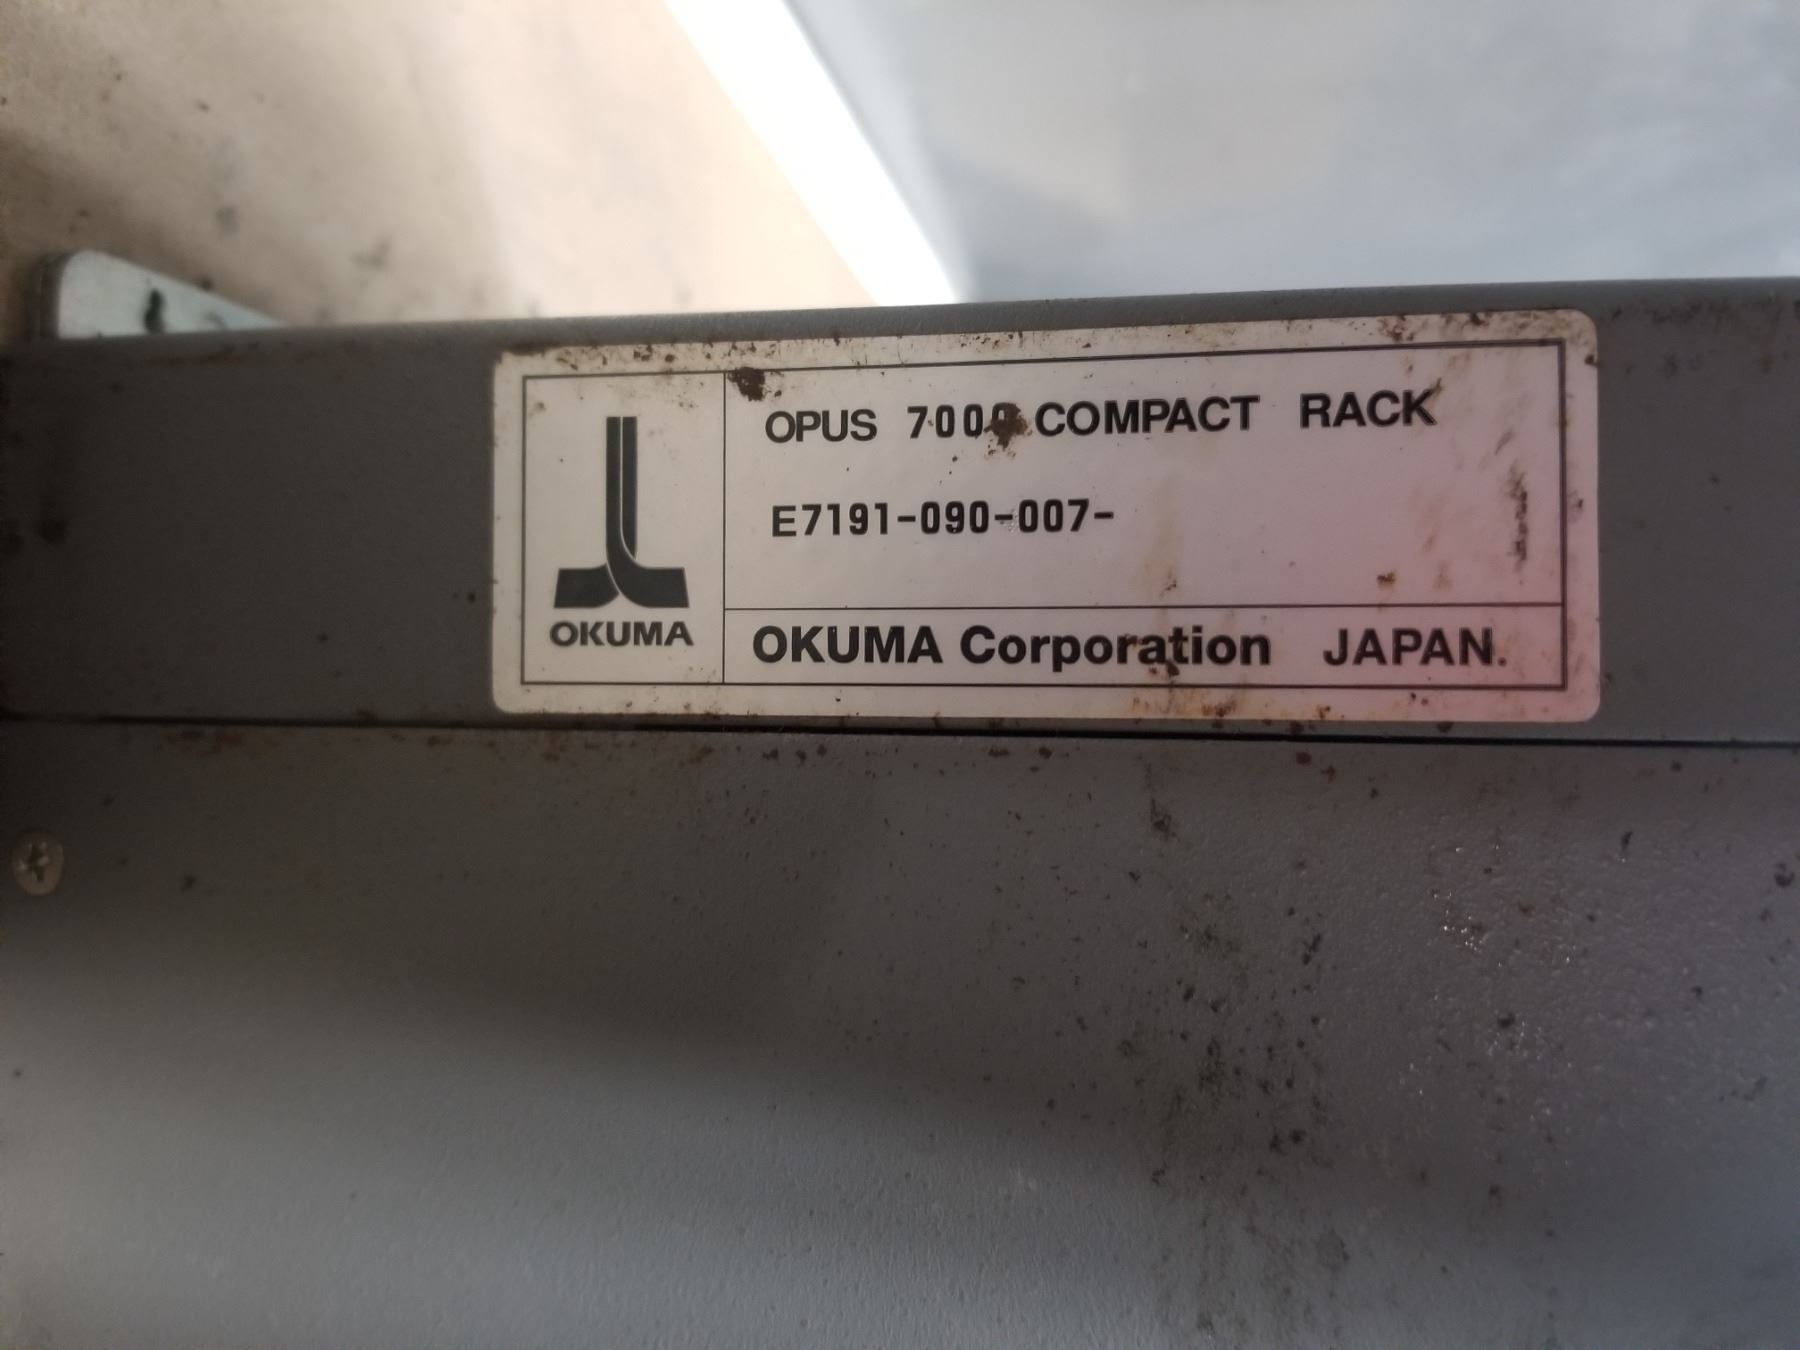 OPUS 7000 COMPACT RACK
E7191-090-007-
OKUMA
OKUMA Corporation JAPAN.